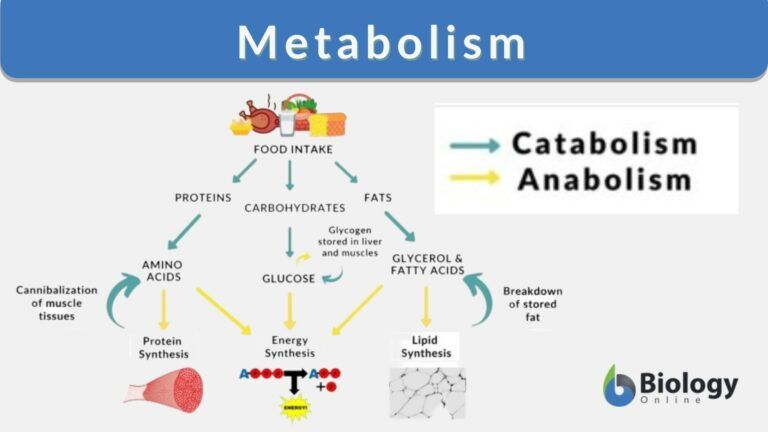 Metabolism
FOOD INTAKE
Catabolism
Anabolism
PROTEINS
CARBOHYDRATES
FATS
Glycogen
stored in liver
and muscles
AMINO
ACIDS
GLUCOSE
GLYCEROL &
FATTY ACIDS
Cannibalization
of muscle
tissues
Breakdown
of stored
fat
Protein
Synthesis
Energy
Synthesis
Lipid
Synthesis
A P P P
A P P
+ P
ENERGY!
Biology
Online